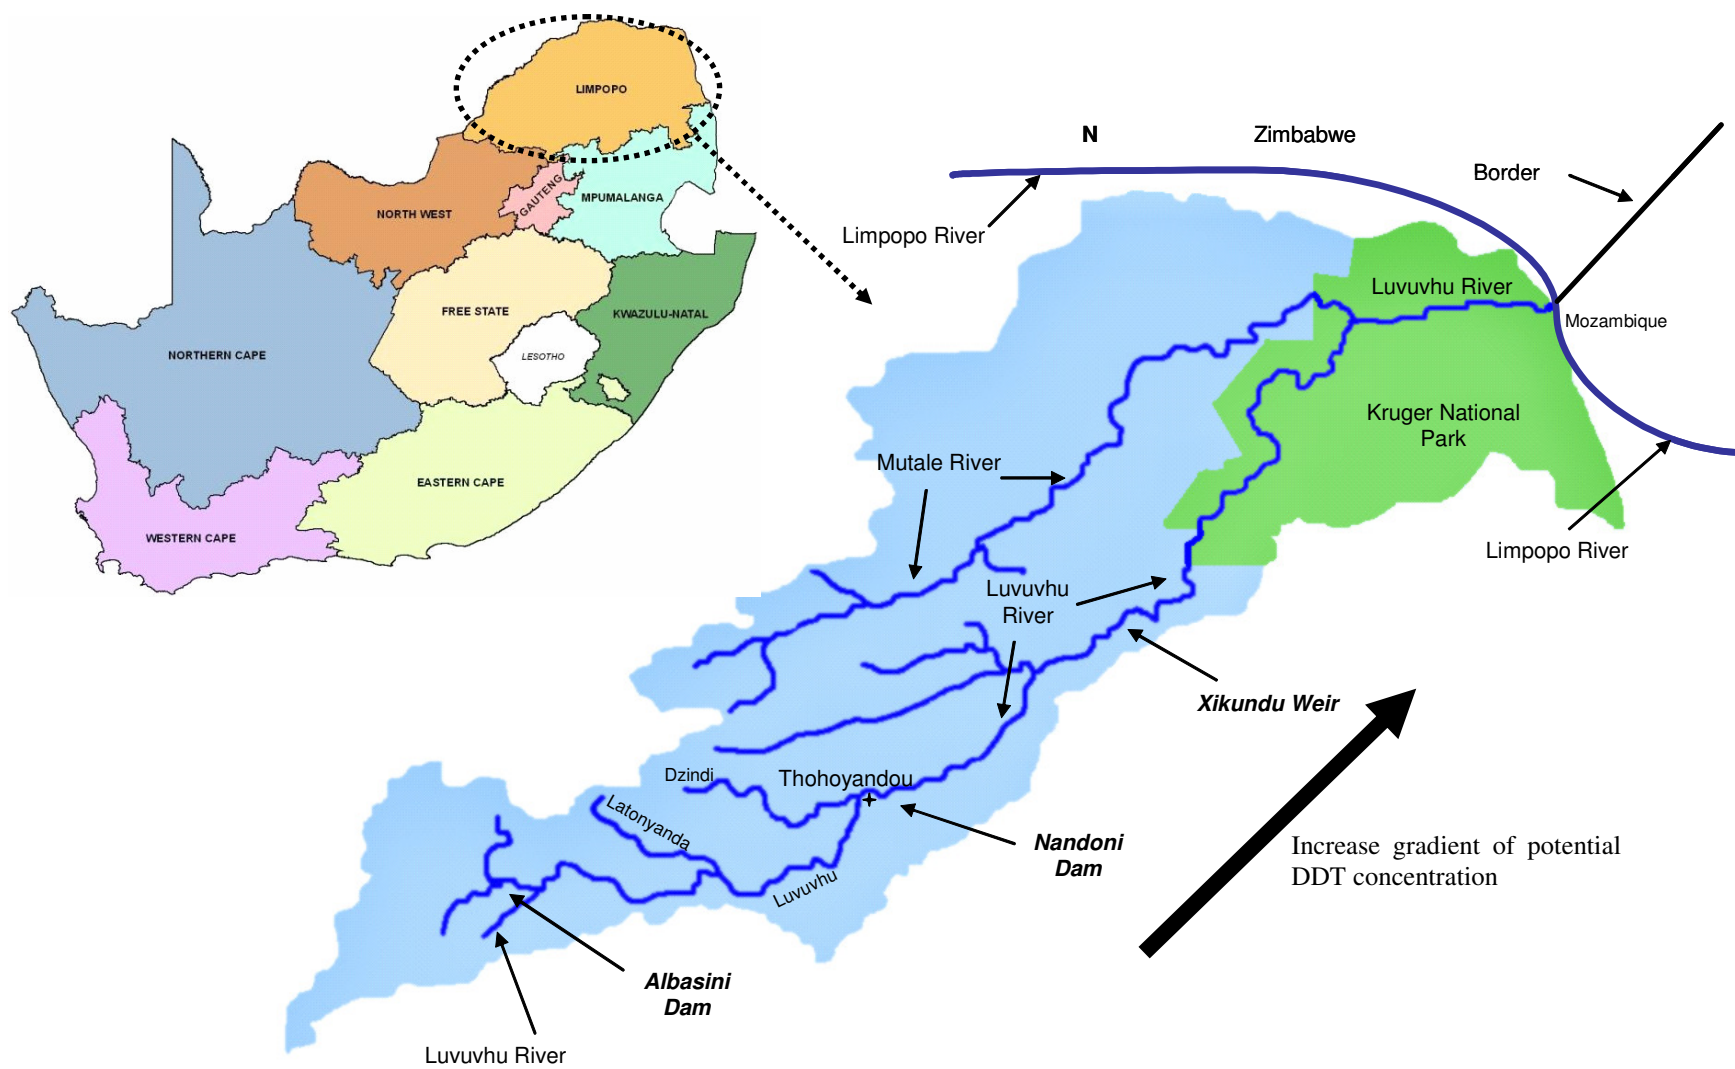 LIMPOPO
NORTH WEST
GAUTENG
MPUMALANGA
FREE STATE
KWAZULU-NATAL
LESOTHO
NORTHERN CAPE
EASTERN CAPE
WESTERN CAPE
N
Zimbabwe
Border
Limpopo River
Luvuvhu River
Mozambique
Kruger National
Park
Mutale River
Limpopo River
Luvuvhu
River
Xikundu Weir
Dzindi
Thohoyandou
Latonyanda
Nandoni
Dam
Luvuvhu
Increase gradient of potential
DDT concentration
Albasini
Dam
Luvuvhu River